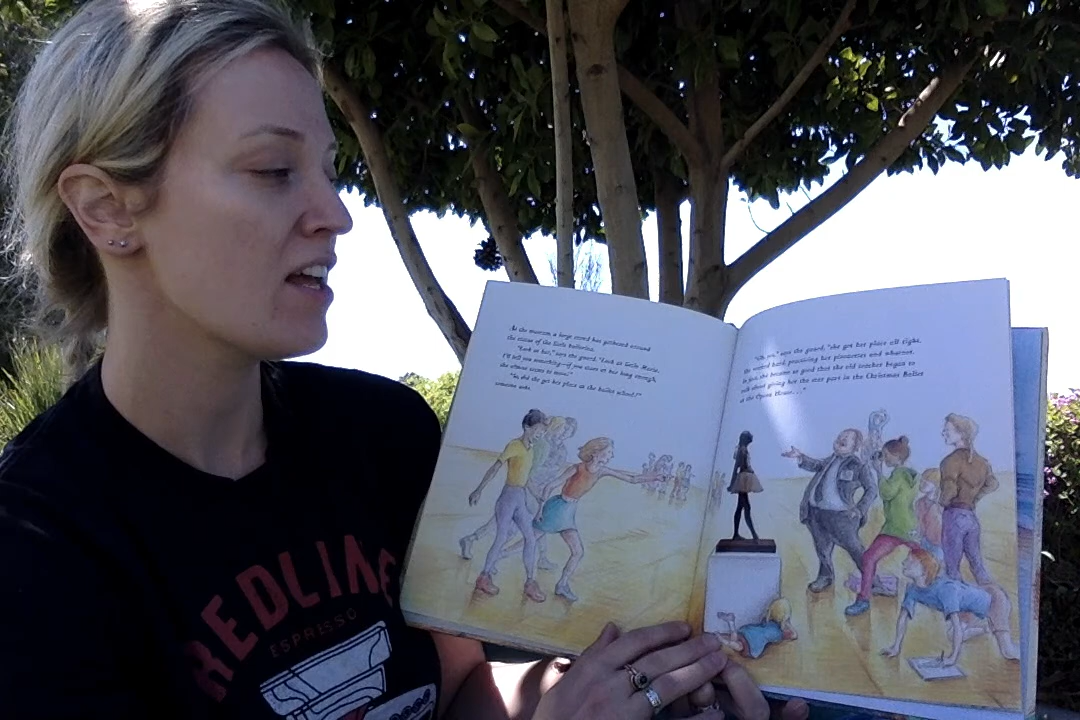 At the museum a large crowd has gathered around
the statue of the little ballerina.
"Look at her," says the guard. "Look at little Marie.
I'll tell you something—if you stare at her long enough,
she almost seems to move!"
"So did she get her place at the ballet school?"
someone asks.
"Oh yes," says the guard, "she got her place all right.
She worked hard, practicing her pirouettes and
In fact, she became so good that the old teacher began to
talk about giving her the star part in the Christmas Ballet
at the Opera House. . . ."
REDLINE
ESPRESSO